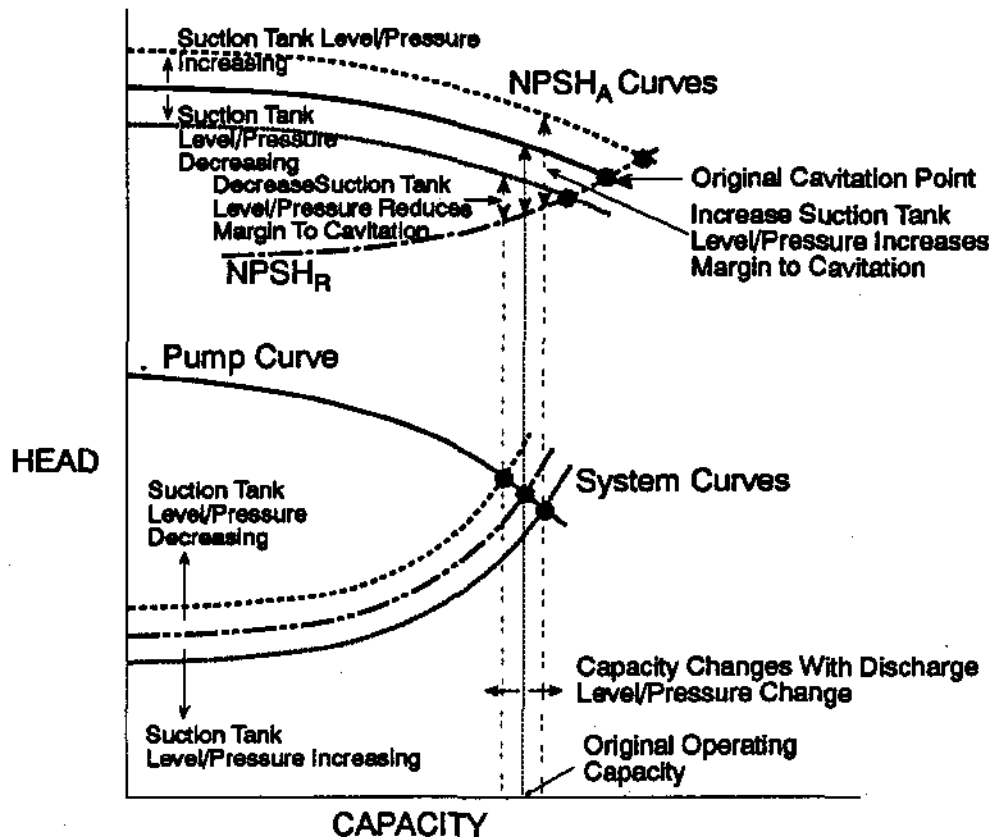 Suction Tank Level/Pressure
Increasing
NPSHA Curves
Suction Tank
Level/Pressure
Decreasing
DecreaseSuction Tank
Level/Pressure Reduces
Margin To Cavitation
Original Cavitation Point
Increase Suction Tank
Level/Pressure Increases
Margin to Cavitation
NPSHR
Pump Curve
HEAD
System Curves
Suction Tank
Level/Pressure
Decreasing
Capacity Changes With Discharge
Level/Pressure Change
Suction Tank
Level/Pressure Increasing
Original Operating
Capacity
CAPACITY